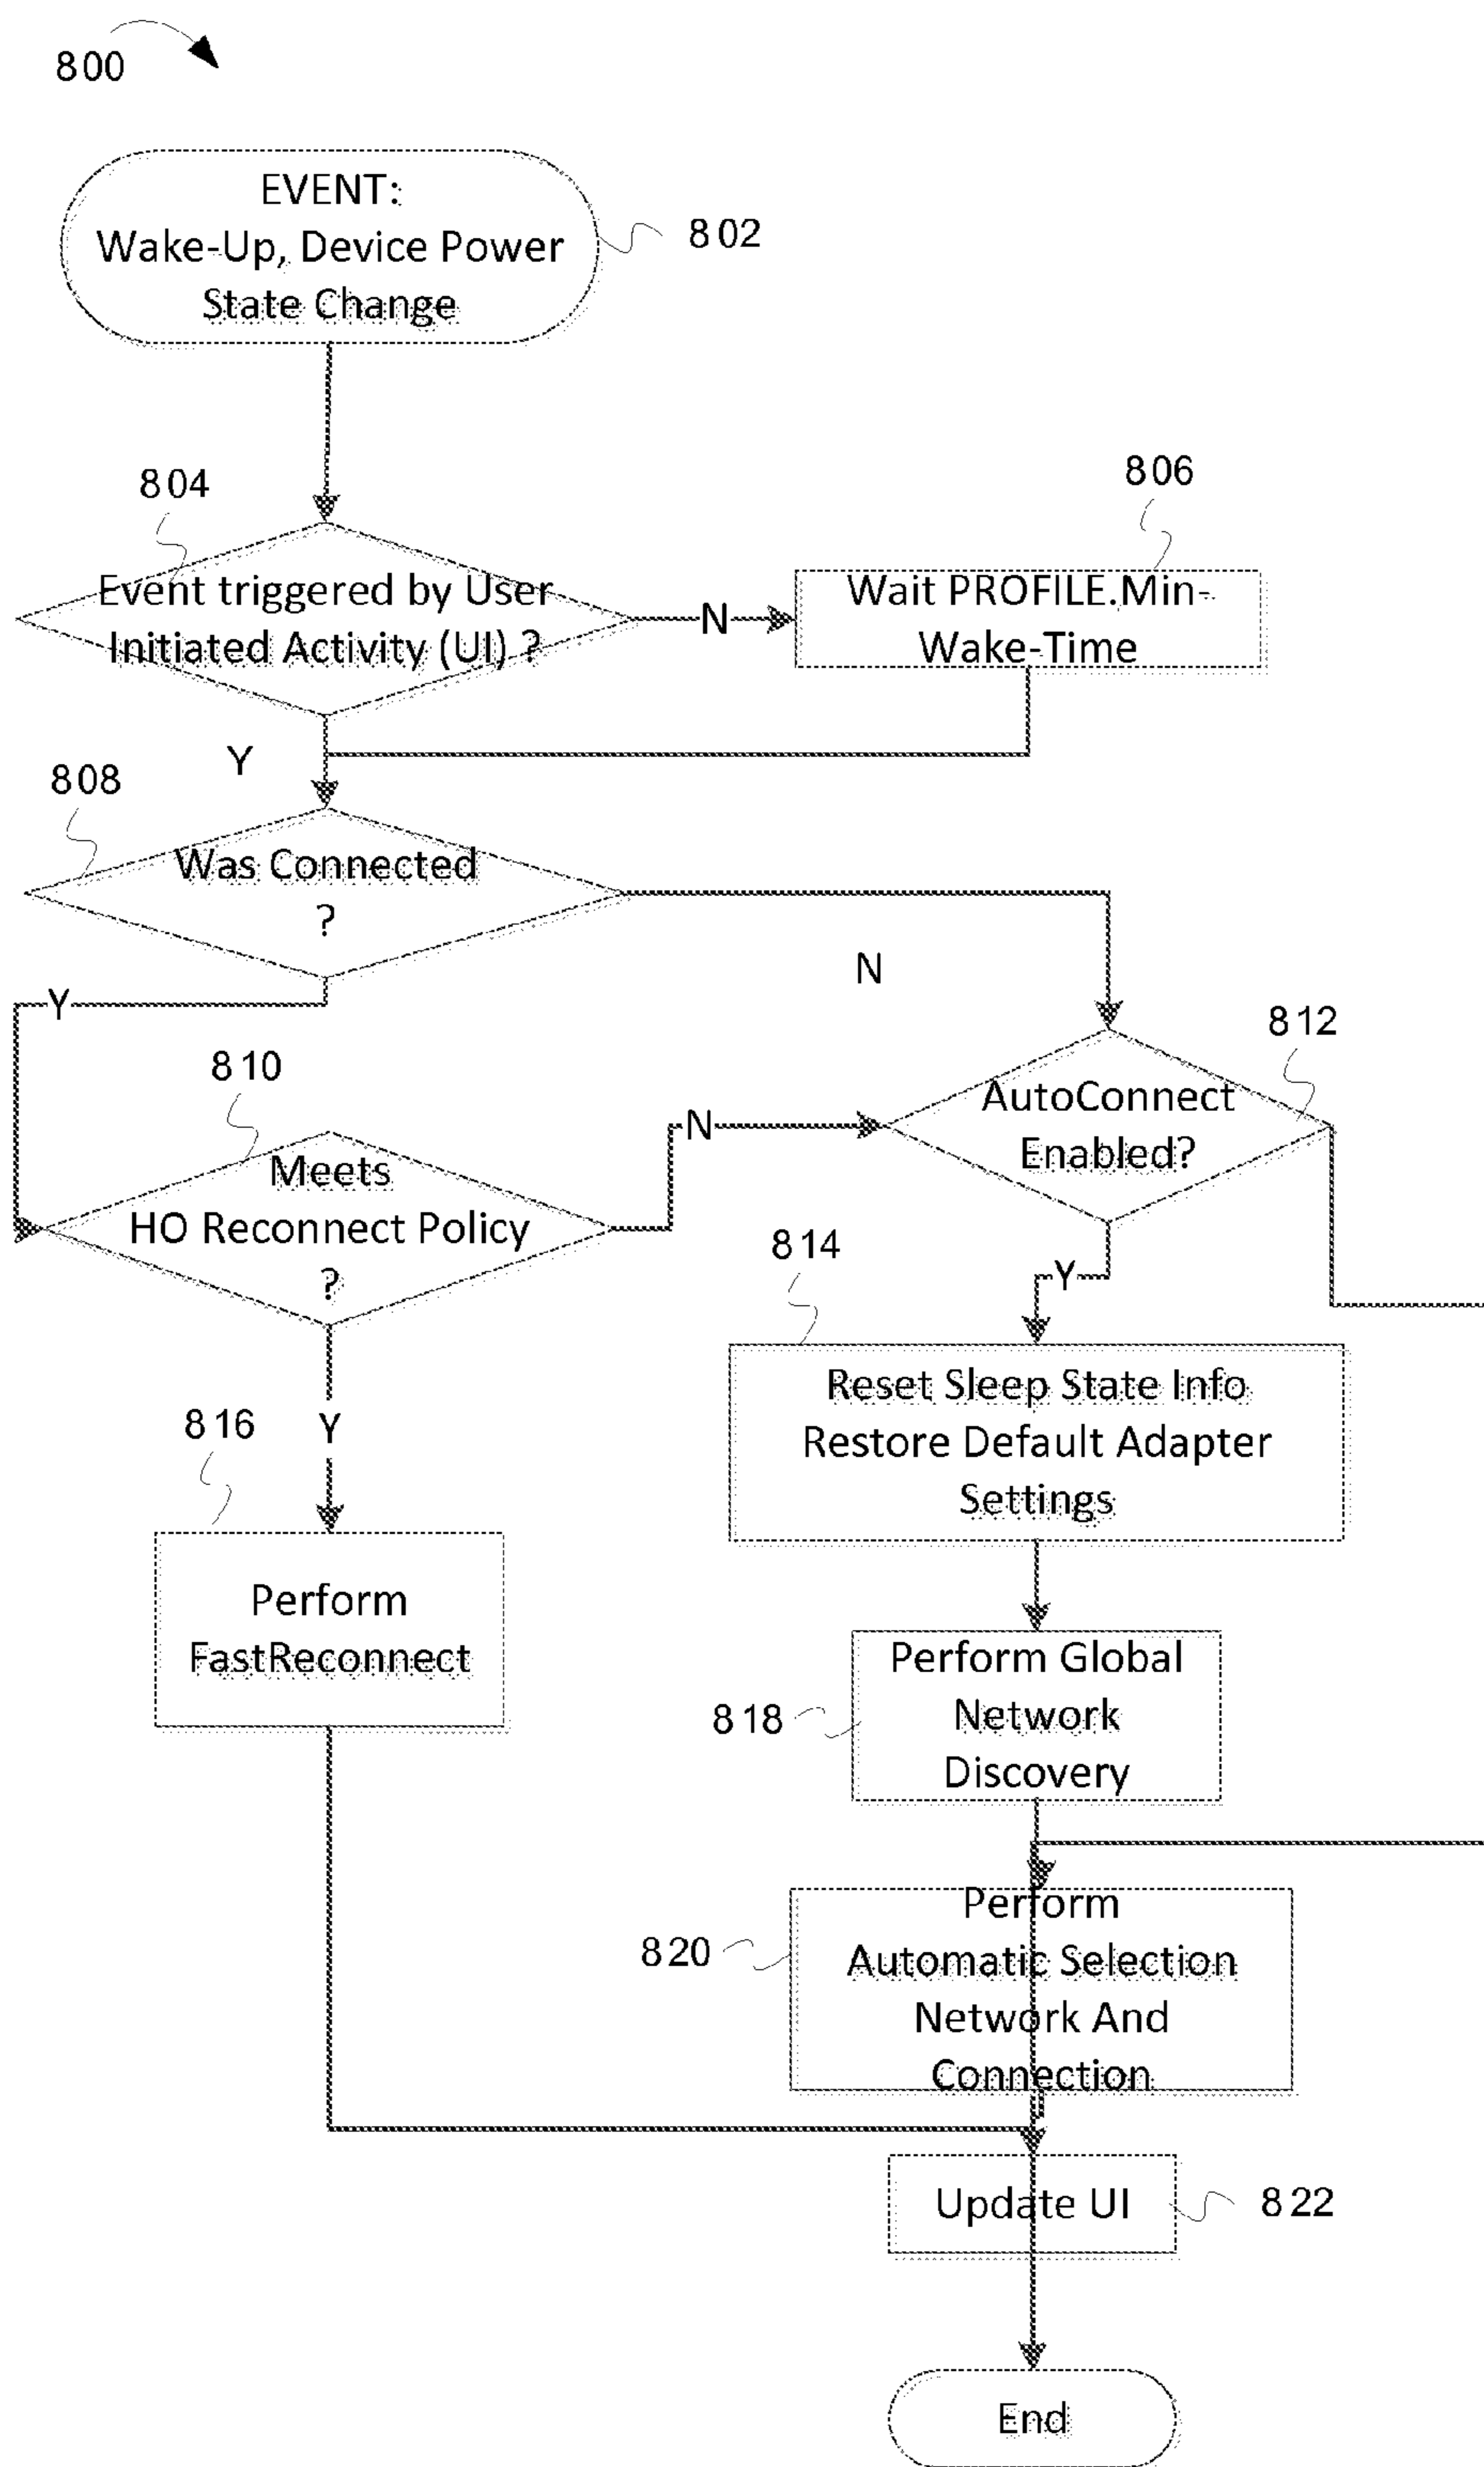 800
EVENT:
Wake-Up, Device Power
State Change
802
804
Event triggered by User
Initiated Activity (UI) ?
N
806
Wait PROFILE.Min-
Wake-Time
Y
808
Was Connected
?
N
Y
810
Meets
HO Reconnect Policy
?
N
812
AutoConnect
Enabled?
Y
814
Reset Sleep State Info
Restore Default Adapter
Settings
Y
816
Perform
FastReconnect
818
Perform Global
Network
Discovery
820
Perform
Automatic Selection
Network And
Connection
Update UI
822
End